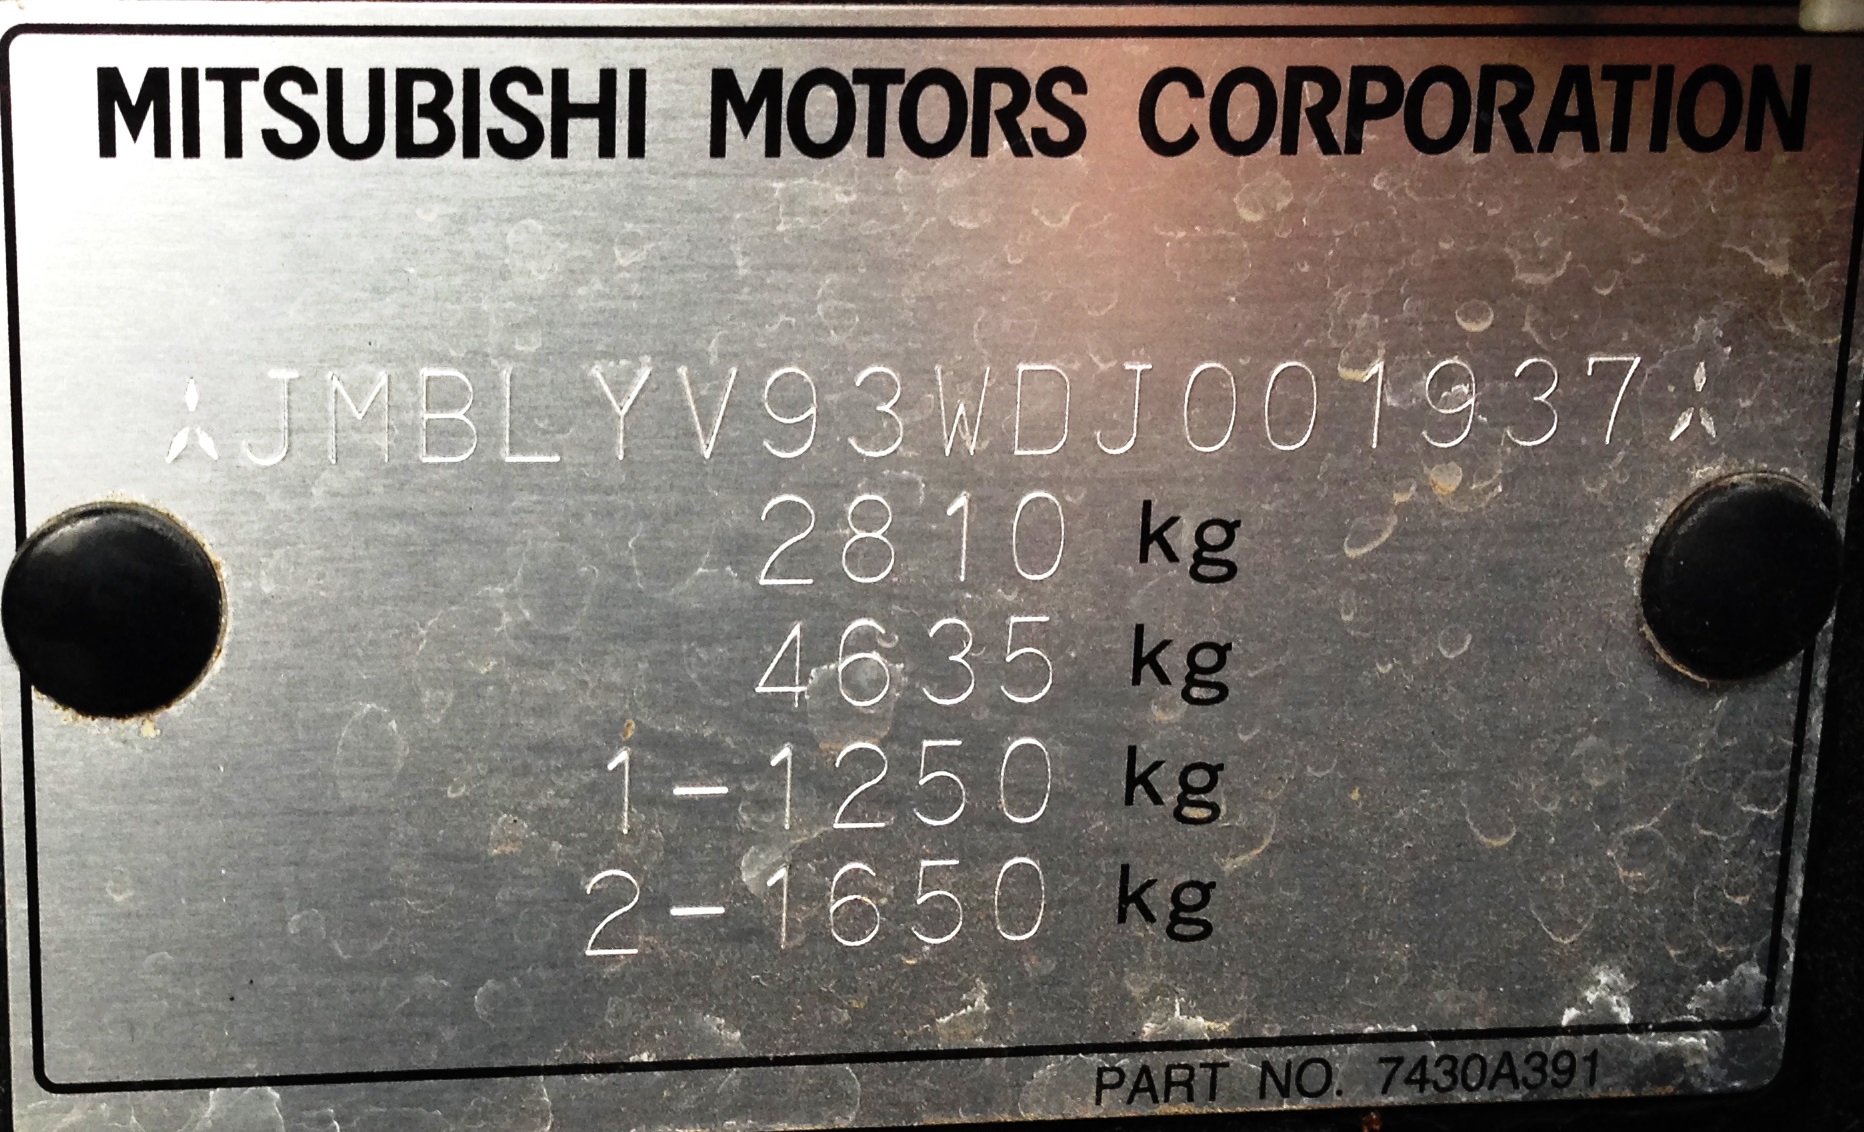 MITSUBISHI MOTORS CORPORATION
JMBLYV93WDJ001937
2810 kg
4635 kg
1-1250 kg
2-1650 kg
PART NO. 7430A391